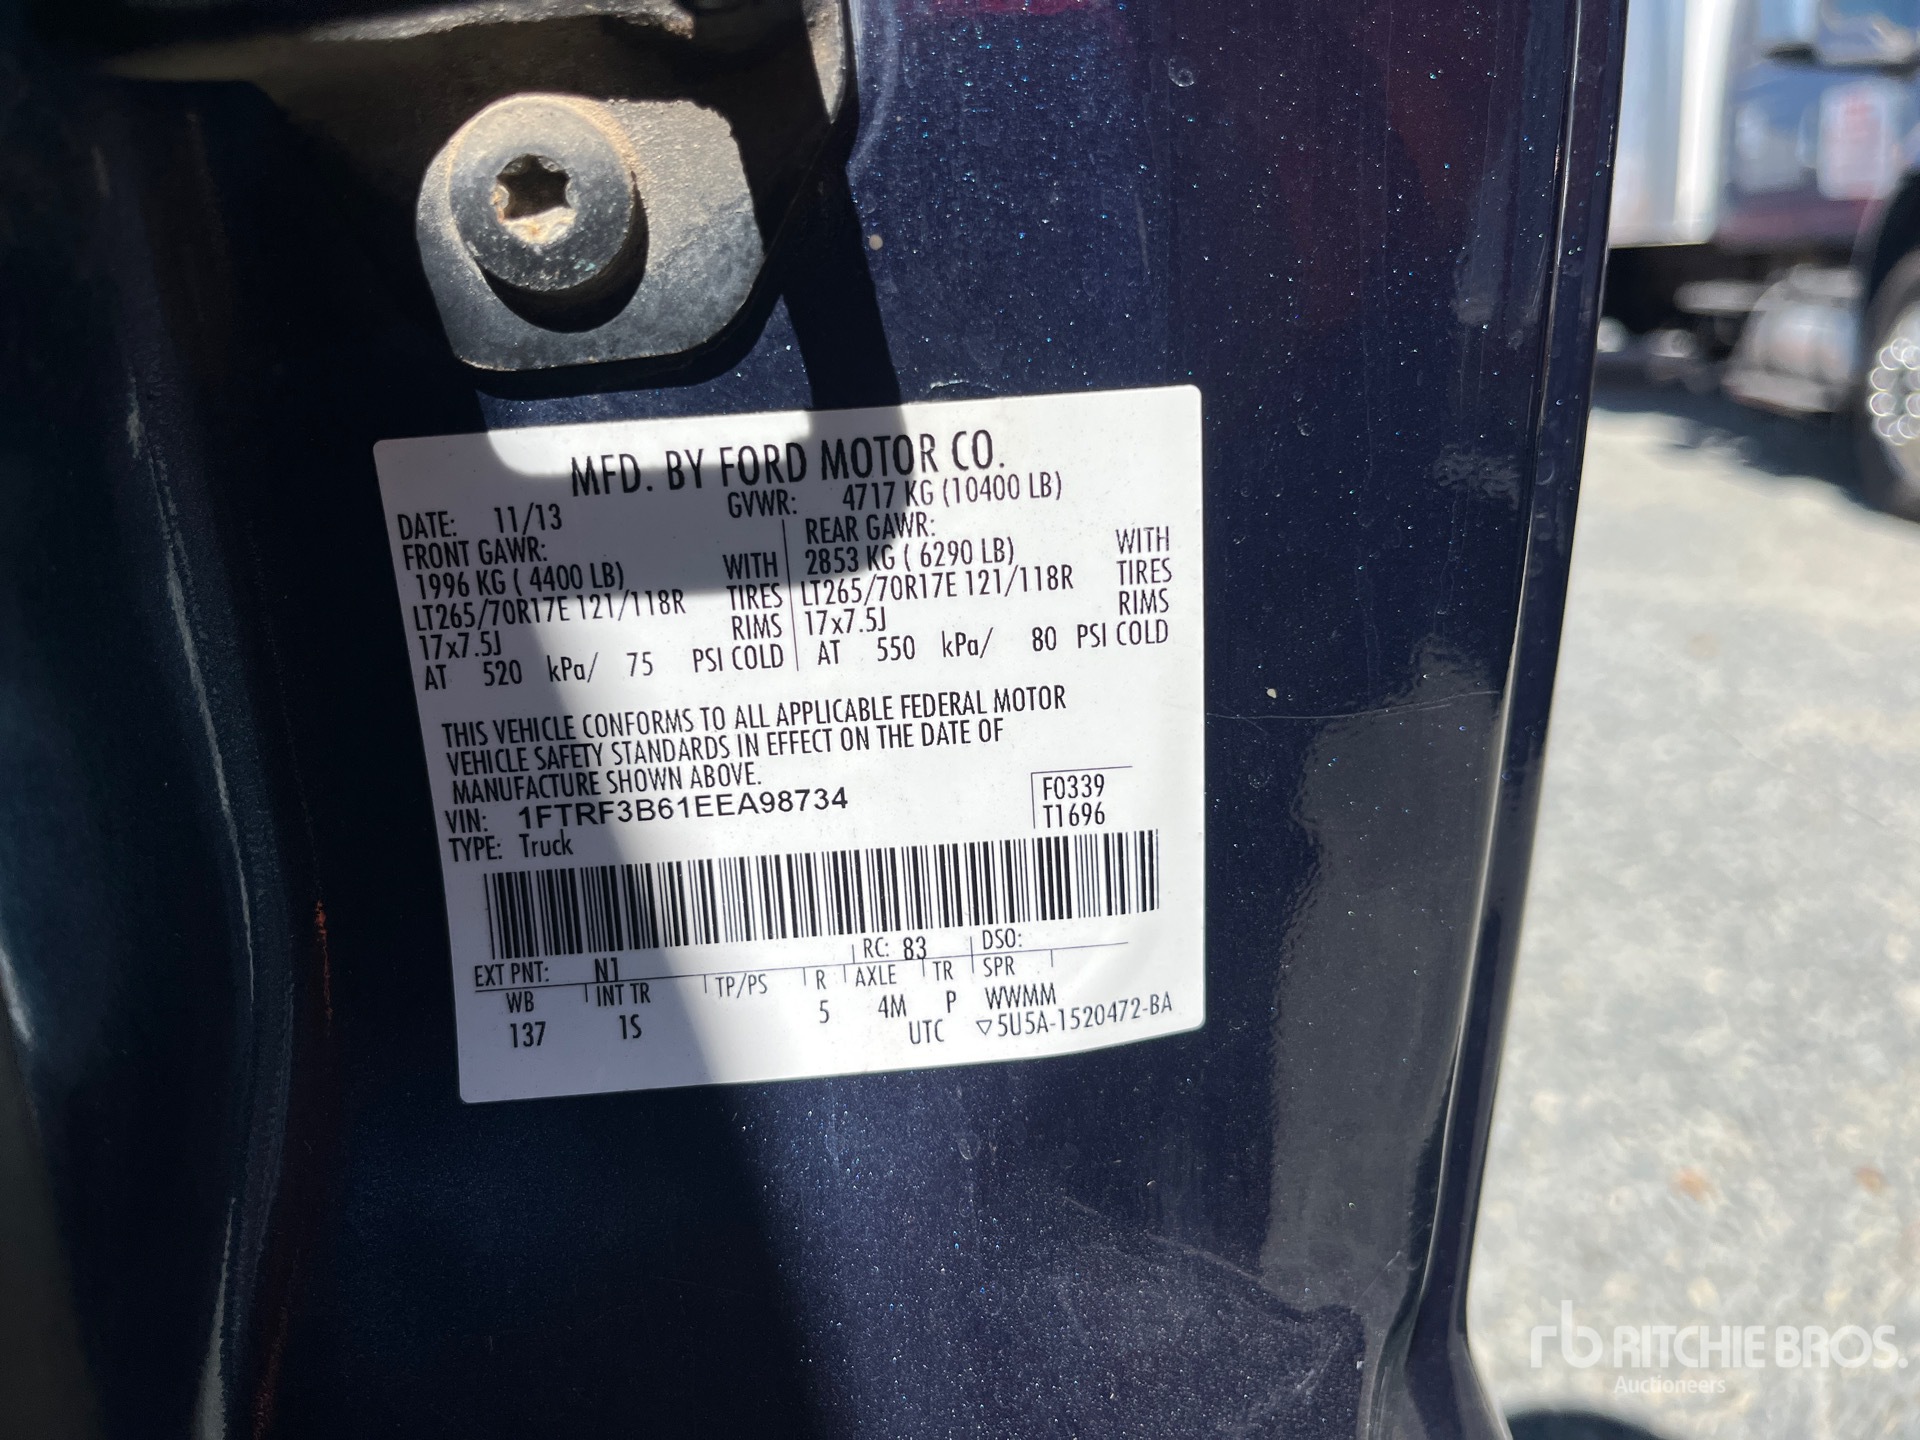 MFD. BY FORD MOTOR CO.
DATE: 11/13 GVWR: 4717 KG (10400 LB)
FRONT GAWR: REAR GAWR:
1996 KG ( 4400 LB) WITH 2853 KG ( 6290 LB) WITH
LT265/70R17E 121/118R TIRES LT265/70R17E 121/118R TIRES
17x7.5J RIMS 17x7.5J RIMS
AT 520 kPa/ 75 PSI COLD AT 550 kPa/ 80 PSI COLD
THIS VEHICLE CONFORMS TO ALL APPLICABLE FEDERAL MOTOR
VEHICLE SAFETY STANDARDS IN EFFECT ON THE DATE OF
MANUFACTURE SHOWN ABOVE.
VIN: 1FTRF3B61EEA98734 F0339
TYPE: Truck T1696
EXT PNT: N1 RC: 83 DSO:
WB INT TR TP/PS R AXLE TR SPR
137 1S 5 4M P WWMM
UTC ▽5U5A-1520472-BA
rb RITCHIE BROS.
Auctioneers